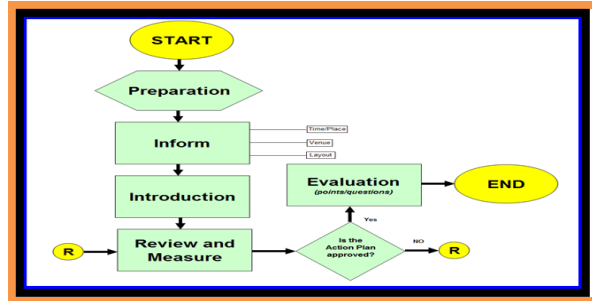 START
Preparation
Inform
Time/Place
Venue
Layout
Introduction
Review and
Measure
R
Is the
Action Plan
approved?
Yes
NO
R
Evaluation
(points/questions)
END